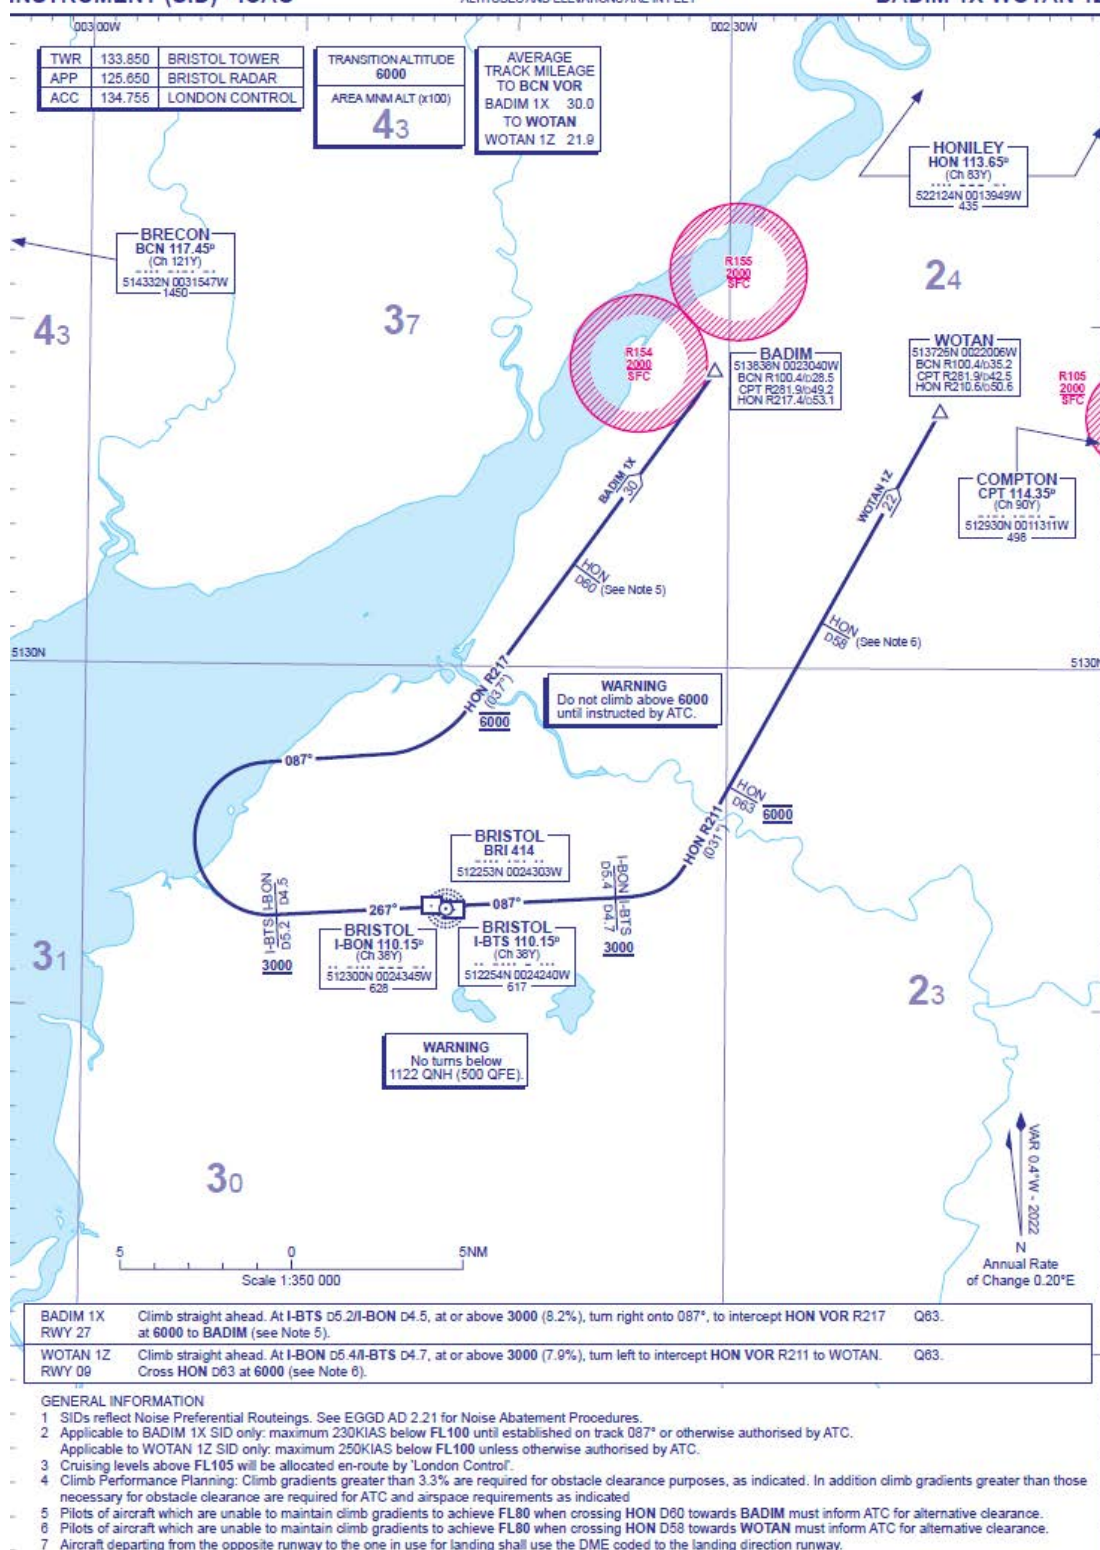 003 00W
002 30W
TWR 133.850 BRISTOL TOWER
APP 125.650 BRISTOL RADAR
ACC 134.755 LONDON CONTROL
TRANSITION ALTITUDE
6000
AREA MNM ALT (x100)
43
AVERAGE
TRACK MILEAGE
TO BCN VOR
BADIM 1X 30.0
TO WOTAN
WOTAN 1Z 21.9
HONILEY
HON 113.65ᴰ
(Ch 83Y)
522124N 0013949W
435
BRECON
BCN 117.45ᴰ
(Ch 121Y)
514332N 0031547W
1450
43
37
24
R155
2000
SFC
R154
2000
SFC
BADIM
513838N 0023040W
BCN R100.4/D28.5
CPT R281.9/D49.2
HON R217.4/D53.1
WOTAN
513726N 0022006W
BCN R100.4/D35.2
CPT R281.9/D42.5
HON R210.6/D50.6
R105
2000
SFC
COMPTON
CPT 114.35ᴰ
(Ch 90Y)
512930N 0011311W
498
BADIM 1X
30
WOTAN 1Z
22
HON
D60 (See Note 5)
HON
D58 (See Note 6)
5130N
5130N
HON R217
(037°)
6000
WARNING
Do not climb above 6000
until instructed by ATC.
087°
HON
D63 6000
HON R211
(031°)
BRISTOL
BRI 414
512253N 0024303W
I-BTS I-BON
D5.2 D4.5
3000
267°
087°
I-BON I-BTS
D5.4 D4.7
3000
BRISTOL
I-BON 110.15ᴰ
(Ch 38Y)
512300N 0024345W
628
BRISTOL
I-BTS 110.15ᴰ
(Ch 38Y)
512254N 0024240W
617
31
23
WARNING
No turns below
1122 QNH (500 QFE).
30
VAR 0.4°W - 2022
N
Annual Rate
of Change 0.20°E
5 0 5NM
Scale 1:350 000
BADIM 1X Climb straight ahead. At I-BTS D5.2/I-BON D4.5, at or above 3000 (8.2%), turn right onto 087°, to intercept HON VOR R217 Q63.
RWY 27 at 6000 to BADIM (see Note 5).
WOTAN 1Z Climb straight ahead. At I-BON D5.4/I-BTS D4.7, at or above 3000 (7.9%), turn left to intercept HON VOR R211 to WOTAN. Q63.
RWY 09 Cross HON D63 at 6000 (see Note 6).
GENERAL INFORMATION
1 SIDs reflect Noise Preferential Routeings. See EGGD AD 2.21 for Noise Abatement Procedures.
2 Applicable to BADIM 1X SID only: maximum 230KIAS below FL100 until established on track 087° or otherwise authorised by ATC.
Applicable to WOTAN 1Z SID only: maximum 250KIAS below FL100 unless otherwise authorised by ATC.
3 Cruising levels above FL105 will be allocated en-route by 'London Control'.
4 Climb Performance Planning: Climb gradients greater than 3.3% are required for obstacle clearance purposes, as indicated. In addition climb gradients greater than those
necessary for obstacle clearance are required for ATC and airspace requirements as indicated
5 Pilots of aircraft which are unable to maintain climb gradients to achieve FL80 when crossing HON D60 towards BADIM must inform ATC for alternative clearance.
6 Pilots of aircraft which are unable to maintain climb gradients to achieve FL80 when crossing HON D58 towards WOTAN must inform ATC for alternative clearance.
7 Aircraft departing from the opposite runway to the one in use for landing shall use the DME coded to the landing direction runway.